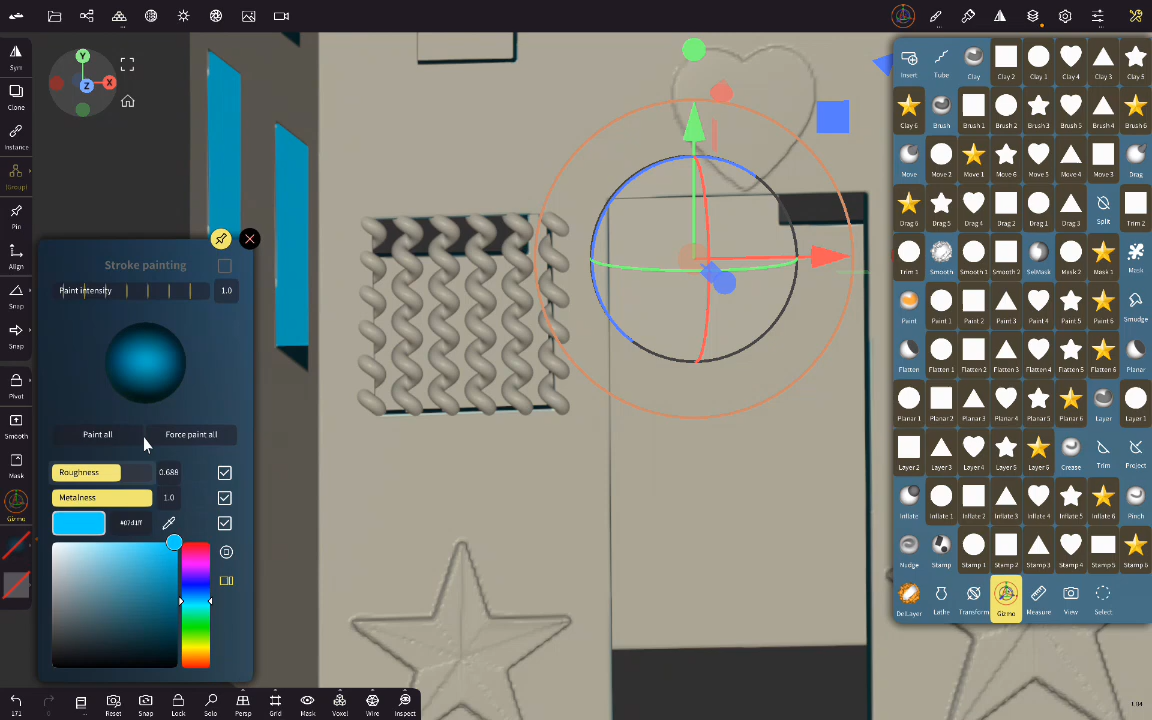 Sym
Clone
Instance
(Group)
Pin
Align
Snap
Snap
Pivot
Smooth
Mask
Gizmo
Y
X
Z
Stroke painting
Paint intensity
1.0
Paint all
Force paint all
Roughness
0.688
Metalness
1.0
#07d1ff
Insert
Tube
Clay
Clay 2
Clay 1
Clay 4
Clay 3
Clay 5
Clay 6
Brush
Brush 1
Brush 2
Brush 3
Brush 5
Brush 4
Brush 6
Move
Move 2
Move 1
Move 6
Move 5
Move 4
Move 3
Drag
Drag 6
Drag 5
Drag 4
Drag 2
Drag 1
Drag 3
Split
Trim 2
Trim 1
Smooth
Smooth 1
Smooth 2
SelMask
Mask 2
Mask 1
Mask
Paint
Paint 1
Paint 3
Paint 4
Paint 2
Paint 5
Paint 6
Smudge
Flatten
Flatten 1
Flatten 2
Flatten 3
Flatten 4
Flatten 5
Flatten 6
Planar
Planar 1
Planar 2
Planar 3
Planar 4
Planar 5
Planar 6
Layer
Layer 1
Layer 2
Layer 3
Layer 4
Layer 5
Layer 6
Crease
Trim
Project
Inflate
Inflate 1
Inflate 2
Inflate 3
Inflate 4
Inflate 5
Inflate 6
Pinch
Nudge
Stamp
Stamp 1
Stamp 2
Stamp 3
Stamp 4
Stamp 5
Stamp 6
DeLayer
Lathe
Transform
Gizmo
Measure
View
Select
171
0
Reset
Snap
Lock
Solo
Persp
Grid
Mask
Voxel
Wire
Inspect